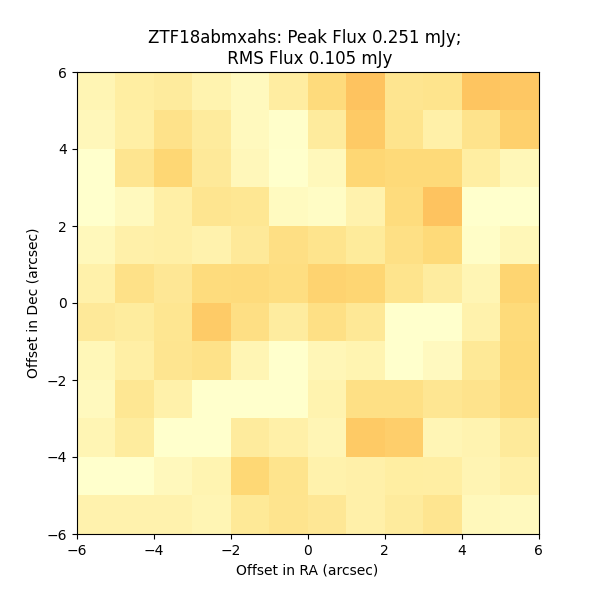 ZTF18abmxahs: Peak Flux 0.251 mJy;
RMS Flux 0.105 mJy
6
4
2
0
−2
−4
−6
Offset in Dec (arcsec)
−6 −4 −2 0 2 4 6
Offset in RA (arcsec)